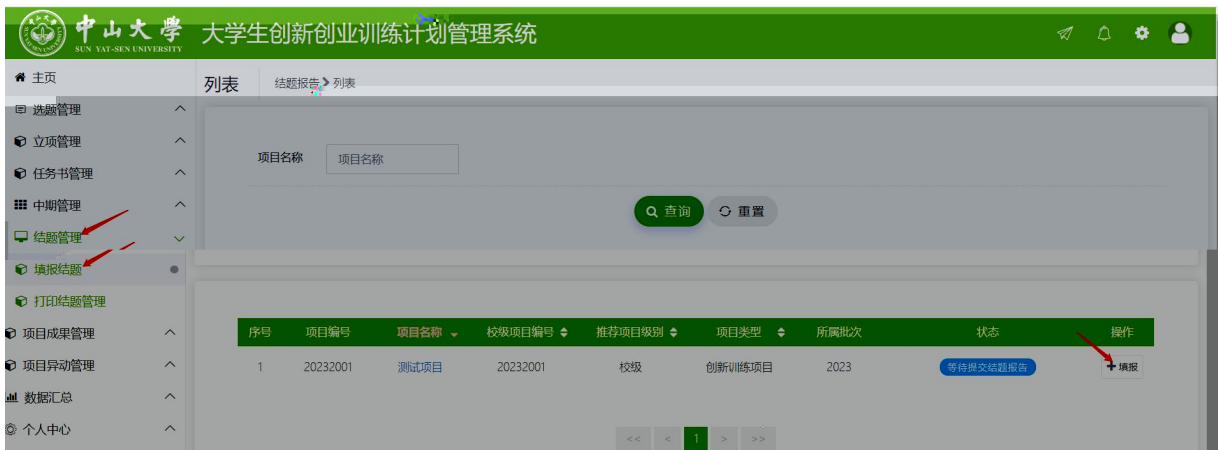 中山大學 大学生创新创业训练计划管理系统
SUN YAT-SEN UNIVERSITY
主页
列表 结题报告 列表
选题管理
立项管理
项目名称 项目名称
任务书管理
中期管理
查询 重置
结题管理
填报结题
打印结题管理
项目成果管理
序号 项目编号 项目名称 校级项目编号 推荐项目级别 项目类型 所属批次 状态 操作
项目异动管理
1 20232001 测试项目 20232001 校级 创新训练项目 2023 等待提交结题报告 +填报
数据汇总
个人中心
<< < 1 > >>